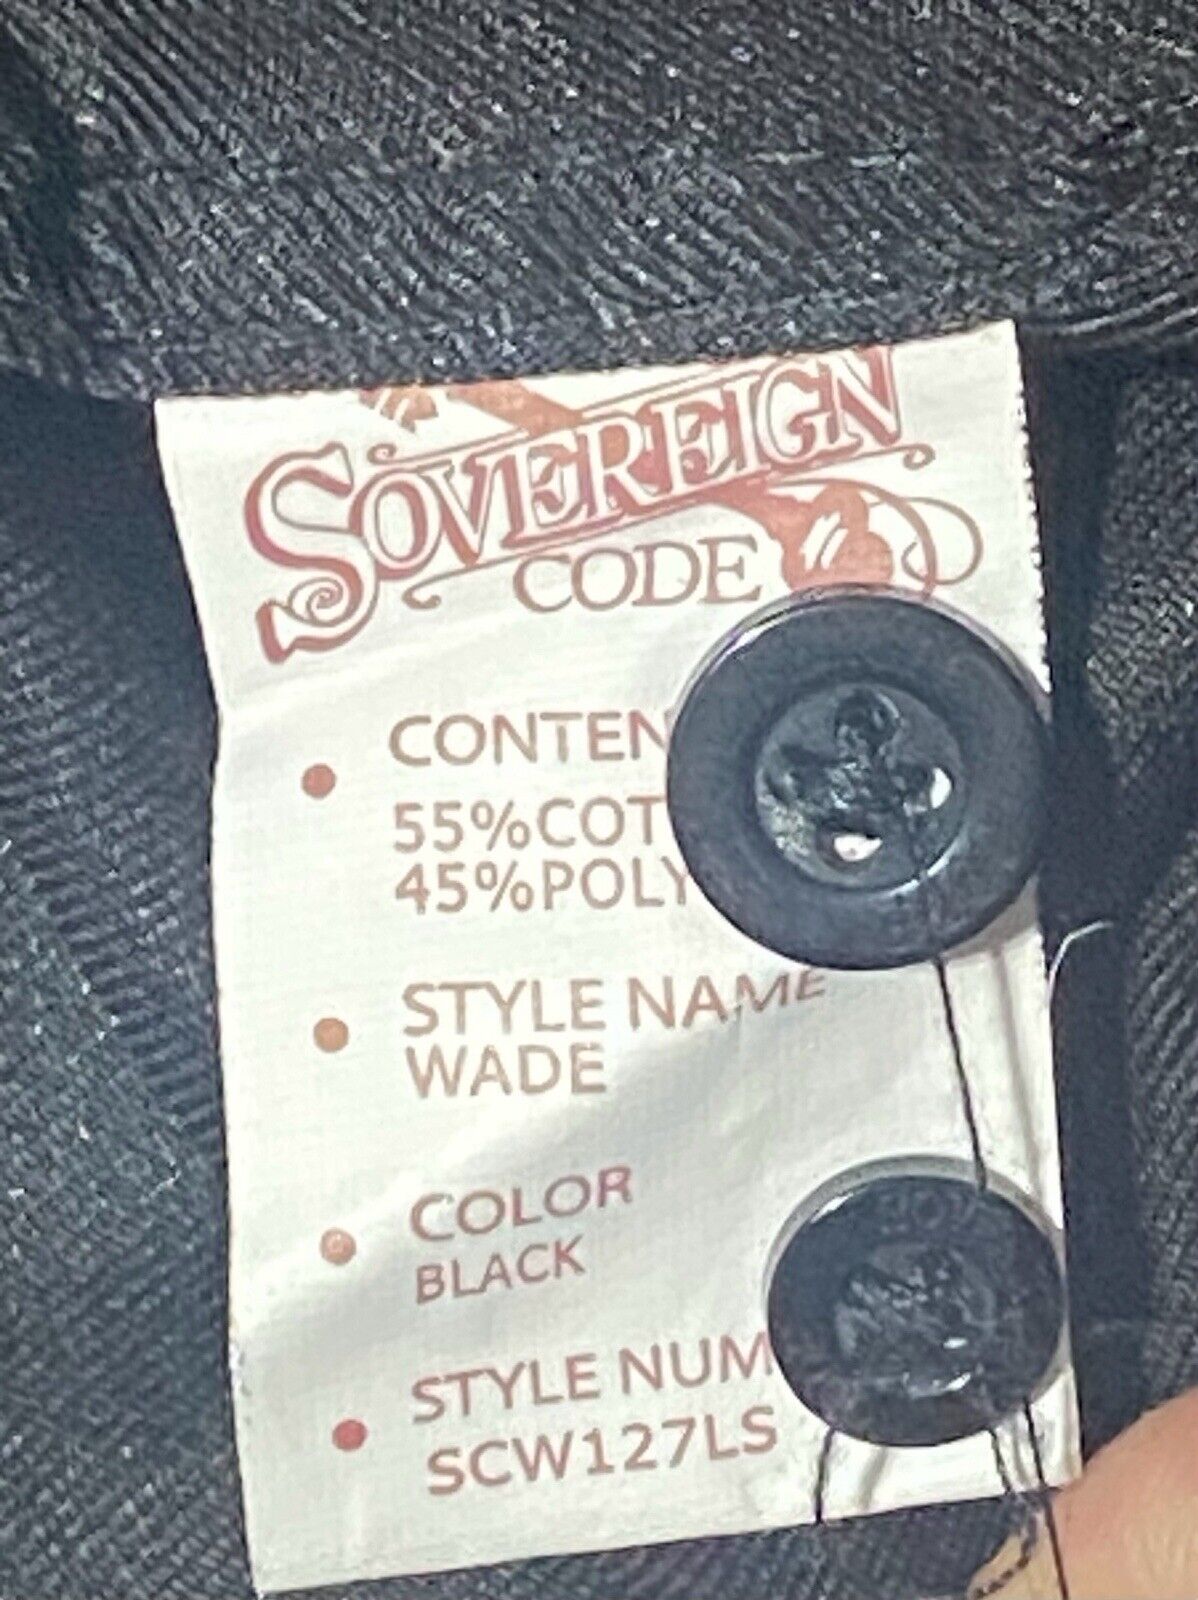 SOVEREIGN
CODE
CONTEN
55%COT
45%POLY
STYLE NAME
WADE
COLOR
BLACK
STYLE NUM
SCW127LS